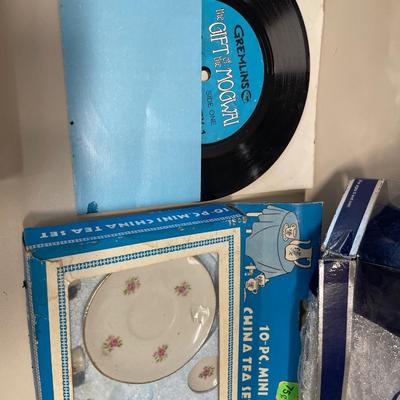 GREMLINS
the GIFT of
the MOGWAI
SIDE ONE
10-PC. MINI CHINA TEA SET
10-PC. MINI
CHINA TEA SE